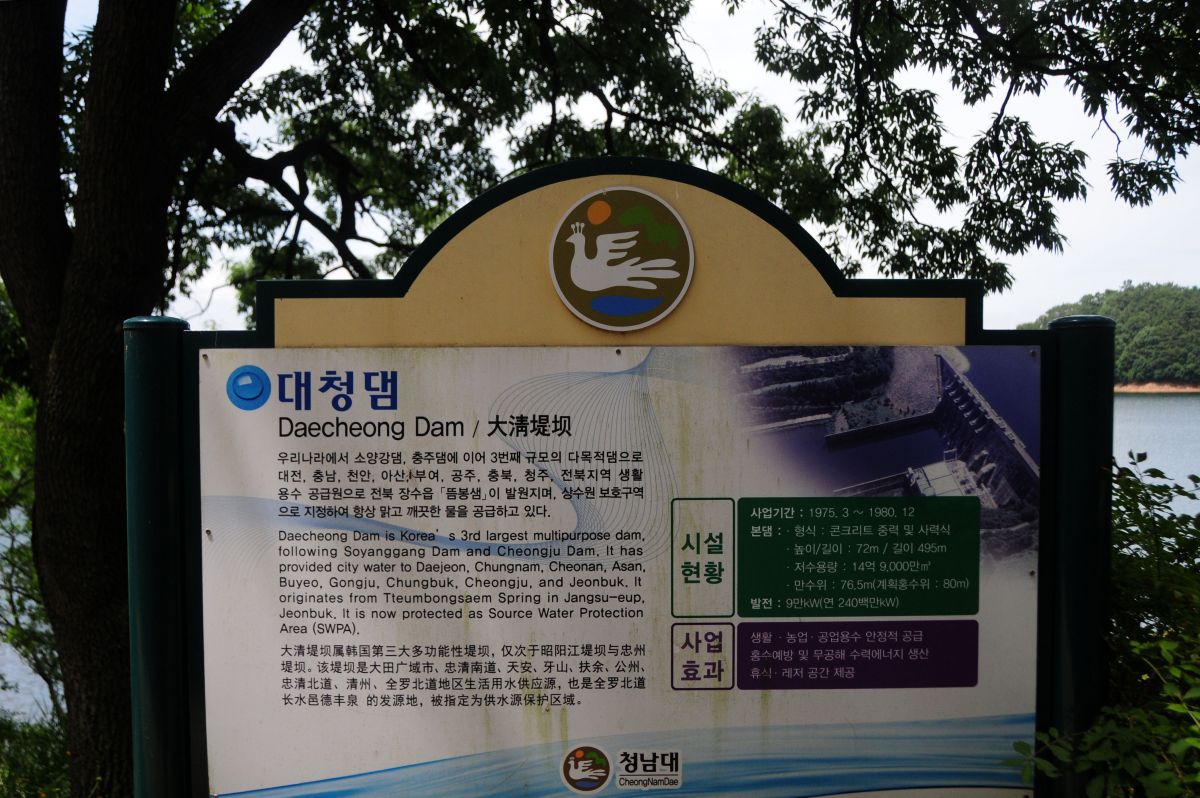 대청댐
Daecheong Dam / 大淸堤坝
우리나라에서 소양강댐, 충주댐에 이어 3번째 규모의 다목적댐으로
대전, 충남, 천안, 아산, 부여, 공주, 충북, 청주, 전북지역 생활
용수 공급원으로 전북 장수읍 「뜸봉샘」이 발원지며, 상수원 보호구역
으로 지정하여 항상 맑고 깨끗한 물을 공급하고 있다.
Daecheong Dam is Korea's 3rd largest multipurpose dam,
following Soyanggang Dam and Cheongju Dam. It has
provided city water to Daejeon, Chungnam, Cheonan, Asan,
Buyeo, Gongju, Chungbuk, Cheongju, and Jeonbuk. It
originates from Tteumbongsaem Spring in Jangsu-eup,
Jeonbuk. It is now protected as Source Water Protection
Area (SWPA).
大清堤坝属韩国第三大多功能性堤坝, 仅次于昭阳江堤坝与忠州
堤坝。该堤坝是大田广域市、忠清南道、天安、牙山、扶余、公州、
忠清北道、清州、全罗北道地区生活用水供应源, 也是全罗北道
长水邑德丰泉 的发源地, 被指定为供水源保护区域。
시설
현황
사업기간 : 1975. 3 ~ 1980. 12
본댐 : · 형식 : 콘크리트 중력 및 사력식
· 높이/길이 : 72m / 길이 495m
· 저수용량 : 14억 9,000만㎥
· 만수위 : 76.5m(계획홍수위 : 80m)
발전 : 9만kW(연 240백만kW)
사업
효과
생활 · 농업 · 공업용수 안정적 공급
홍수예방 및 무공해 수력에너지 생산
휴식 · 레저 공간 제공
청남대
CheongNamDae